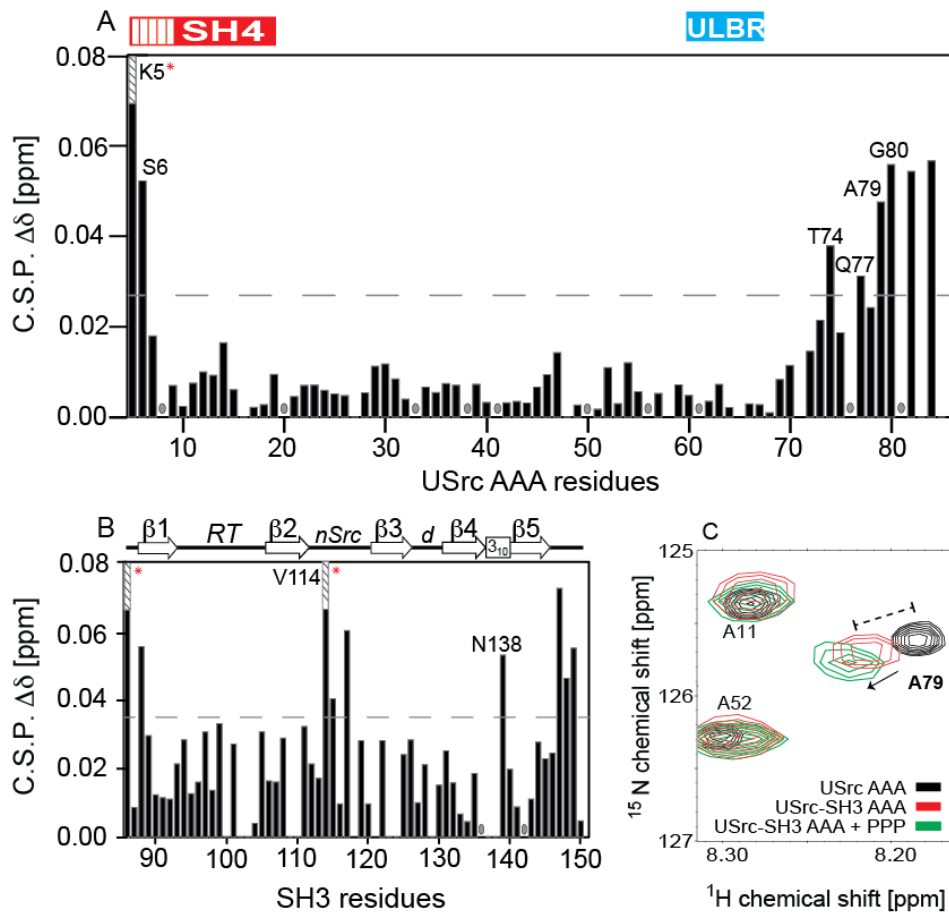 A
SH4
ULBR
C.S.P. Δδ [ppm]
0.08
0.06
0.04
0.02
0.00
K5*
S6
T74
Q77
A79
G80
10 20 30 40 50 60 70 80
USrc AAA residues
B
β1 RT β2 nSrc β3 d β4 3₁₀ β5
C.S.P. Δδ [ppm]
0.08
0.06
0.04
0.02
0.00
*
V114 *
N138
90 100 110 120 130 140 150
SH3 residues
C
¹⁵N chemical shift [ppm]
125
126
127
A11
A79
A52
USrc AAA
USrc-SH3 AAA
USrc-SH3 AAA + PPP
8.30 8.20
¹H chemical shift [ppm]